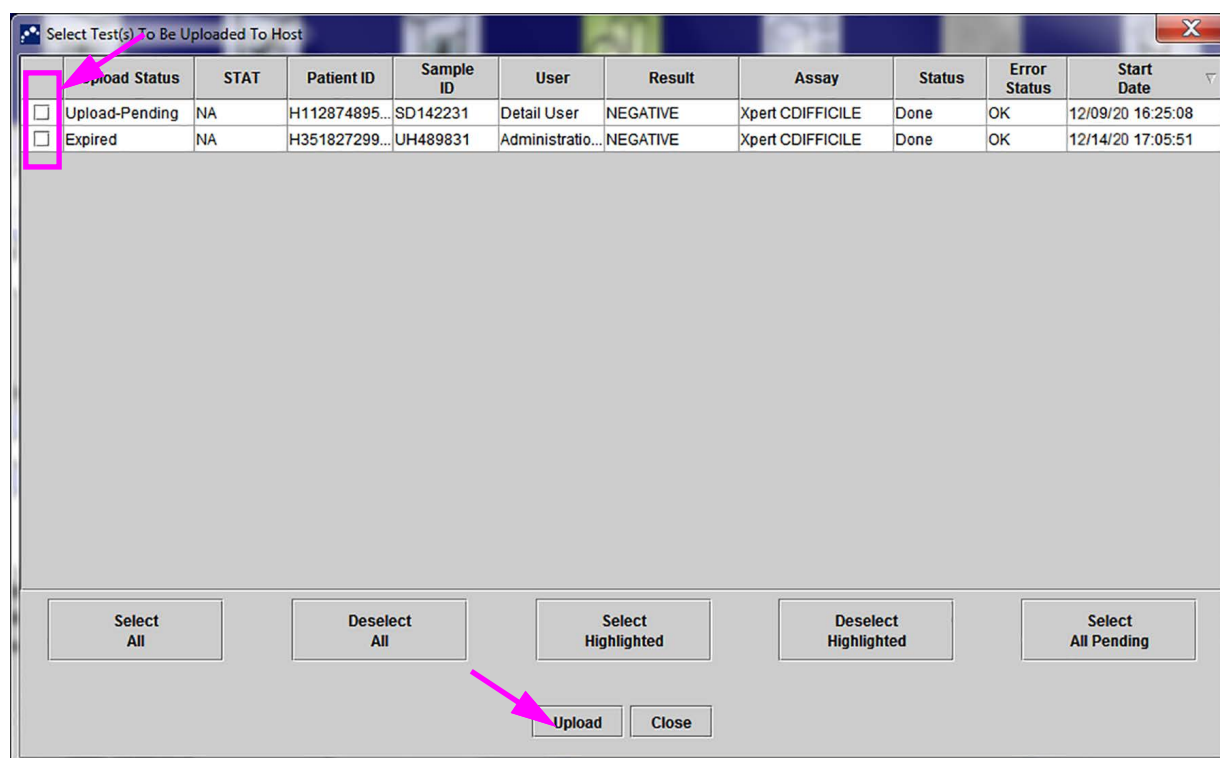 Select Test(s) To Be Uploaded To Host
Upload Status STAT Patient ID Sample ID User Result Assay Status Error Status Start Date
Upload-Pending NA H112874895... SD142231 Detail User NEGATIVE Xpert CDIFFICILE Done OK 12/09/20 16:25:08
Expired NA H351827299... UH489831 Administratio... NEGATIVE Xpert CDIFFICILE Done OK 12/14/20 17:05:51
Select All Deselect All Select Highlighted Deselect Highlighted Select All Pending
Upload Close